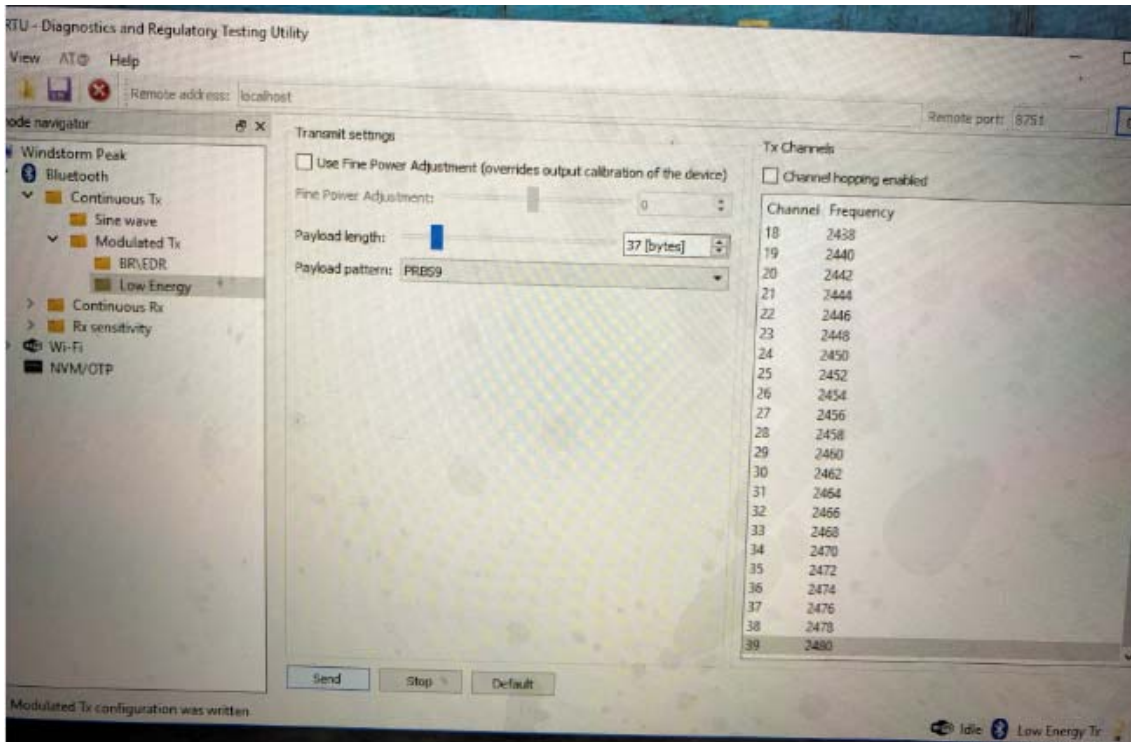 RTU - Diagnostics and Regulatory Testing Utility
View AT@ Help
Remote address: localhost
Remote port: 8751
ode navigator
Windstorm Peak
Bluetooth
Continuous Tx
Sine wave
Modulated Tx
BR\EDR
Low Energy
Continuous Rx
Rx sensitivity
Wi-Fi
NVM/OTP
Transmit settings
Use Fine Power Adjustment (overrides output calibration of the device)
Fine Power Adjustment: 0
Payload length: 37 [bytes]
Payload pattern: PRBS9
Tx Channels
Channel hopping enabled
Channel Frequency
18 2438
19 2440
20 2442
21 2444
22 2446
23 2448
24 2450
25 2452
26 2454
27 2456
28 2458
29 2460
30 2462
31 2464
32 2466
33 2468
34 2470
35 2472
36 2474
37 2476
38 2478
39 2480
Send Stop Default
Modulated Tx configuration was written
Idle Low Energy Tx